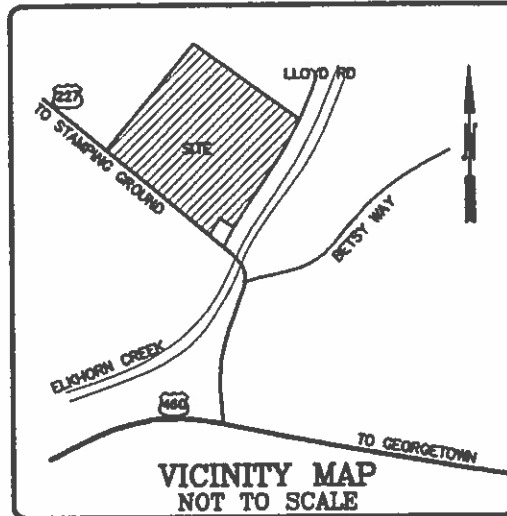 LLOYD RD
227
TO STAMPING GROUND
SITE
N
BETSY WAY
ELKHORN CREEK
460
TO GEORGETOWN
VICINITY MAP
NOT TO SCALE